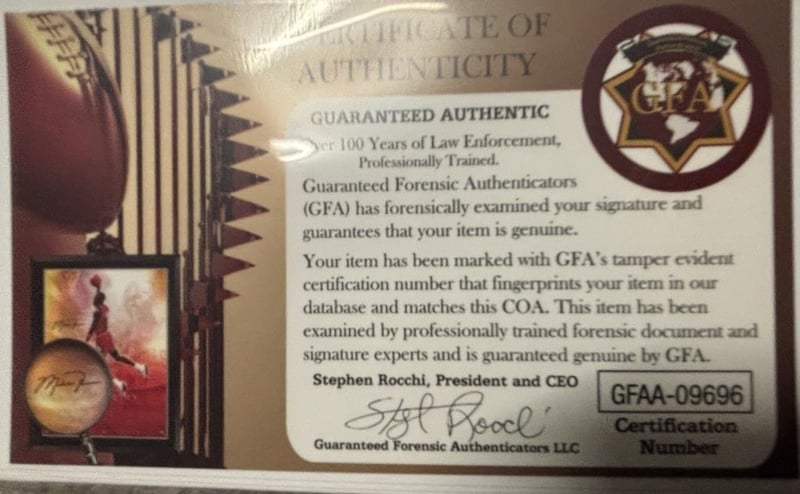 CERTIFICATE OF
AUTHENTICITY
GFA
GUARANTEED AUTHENTIC
Over 100 Years of Law Enforcement,
Professionally Trained.
Guaranteed Forensic Authenticators
(GFA) has forensically examined your signature and
guarantees that your item is genuine.
Your item has been marked with GFA's tamper evident
certification number that fingerprints your item in our
database and matches this COA. This item has been
examined by professionally trained forensic document and
signature experts and is guaranteed genuine by GFA.
Stephen Rocchi, President and CEO
Guaranteed Forensic Authenticators LLC
GFAA-09696
Certification
Number